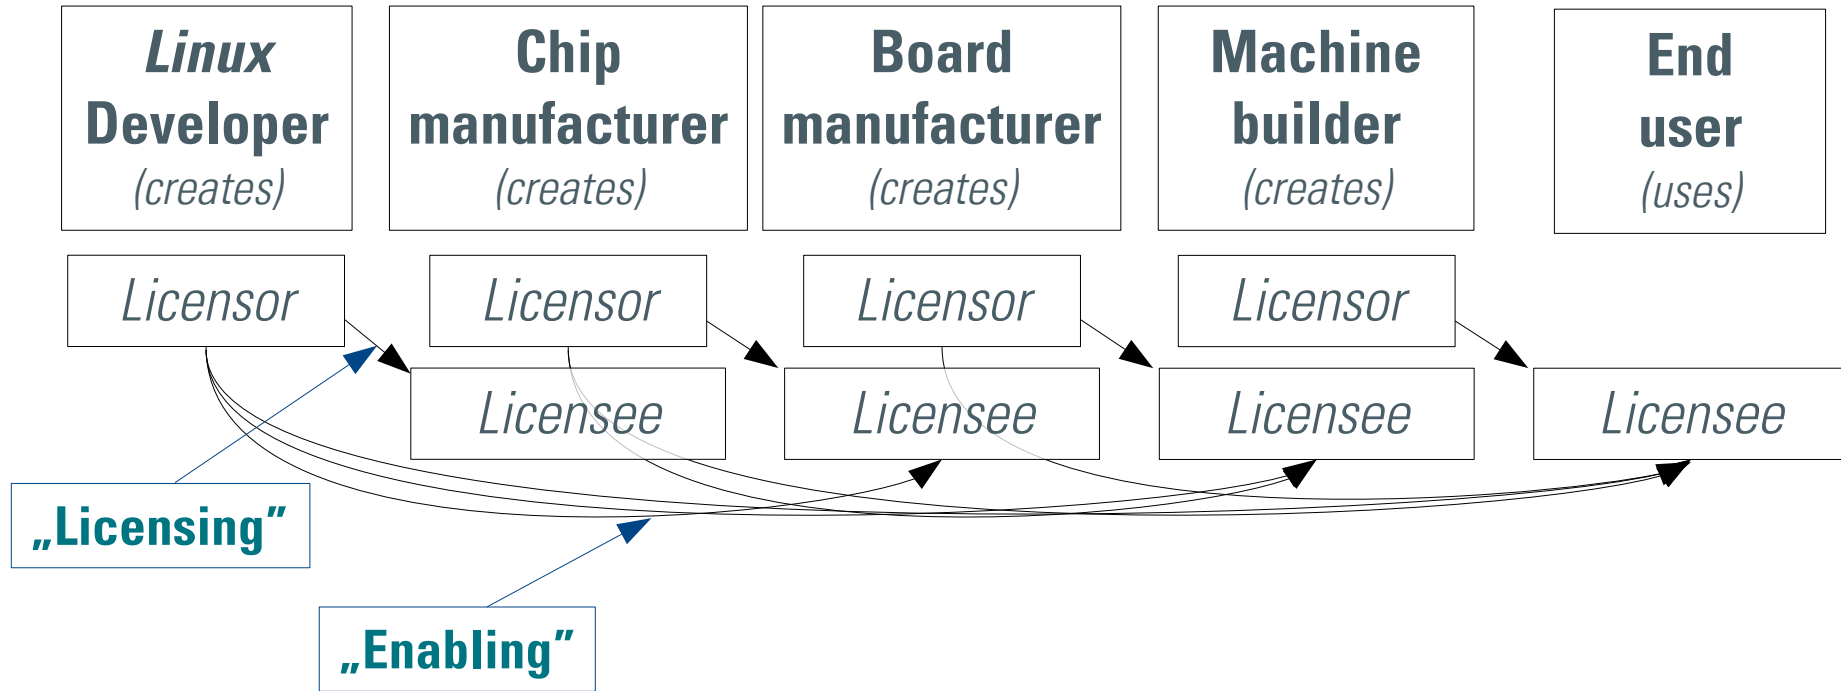 Linux
Developer
(creates)
Chip
manufacturer
(creates)
Board
manufacturer
(creates)
Machine
builder
(creates)
End
user
(uses)
Licensor
Licensor
Licensor
Licensor
Licensee
Licensee
Licensee
Licensee
„Licensing”
„Enabling”